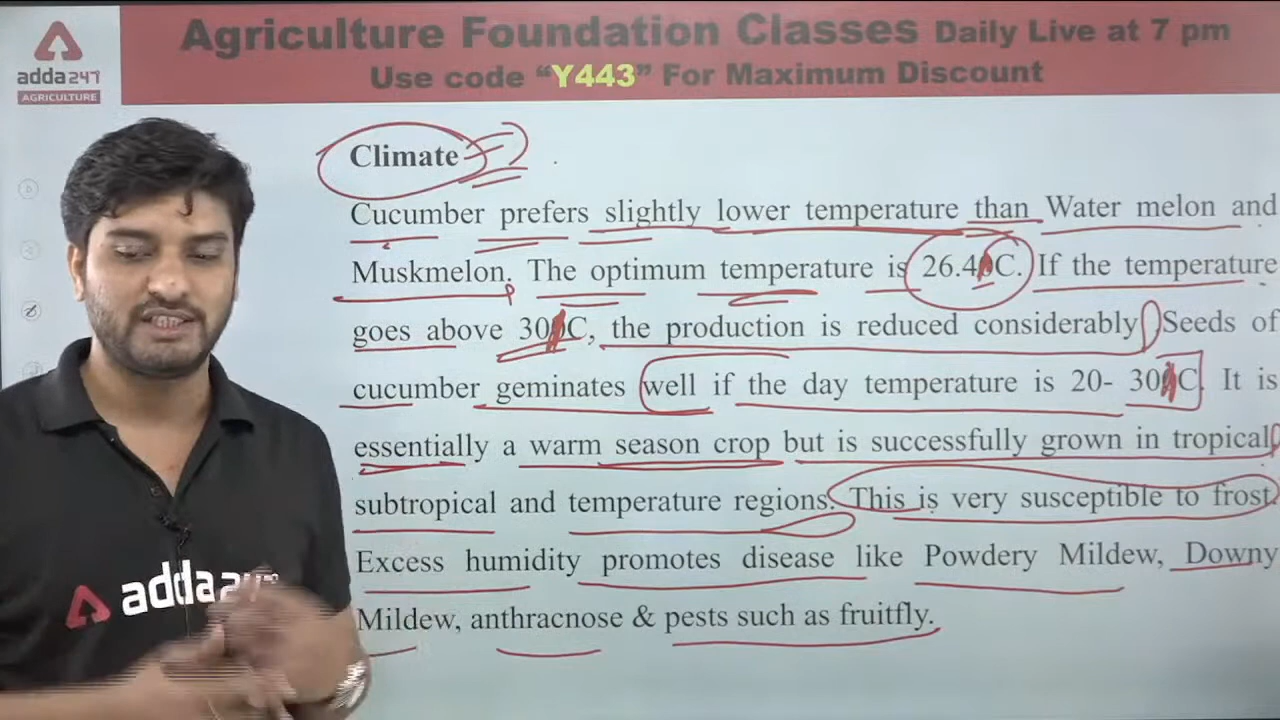 Agriculture Foundation Classes Daily Live at 7 pm
Use code “Y443” For Maximum Discount
adda247
AGRICULTURE
Climate
Cucumber prefers slightly lower temperature than Water melon and
Muskmelon. The optimum temperature is 26.4 C. If the temperature
goes above 30 C, the production is reduced considerably Seeds of
cucumber geminates well if the day temperature is 20- 30 C. It is
essentially a warm season crop but is successfully grown in tropical
subtropical and temperature regions. This is very susceptible to frost.
Excess humidity promotes disease like Powdery Mildew, Downy
Mildew, anthracnose & pests such as fruitfly.
adda